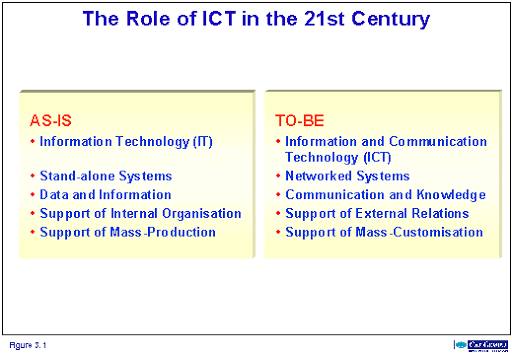 The Role of ICT in the 21st Century
AS-IS
• Information Technology (IT)
• Stand-alone Systems
• Data and Information
• Support of Internal Organisation
• Support of Mass-Production
TO-BE
• Information and Communication
Technology (ICT)
• Networked Systems
• Communication and Knowledge
• Support of External Relations
• Support of Mass-Customisation
Figure 3.1
CAP GEMINI